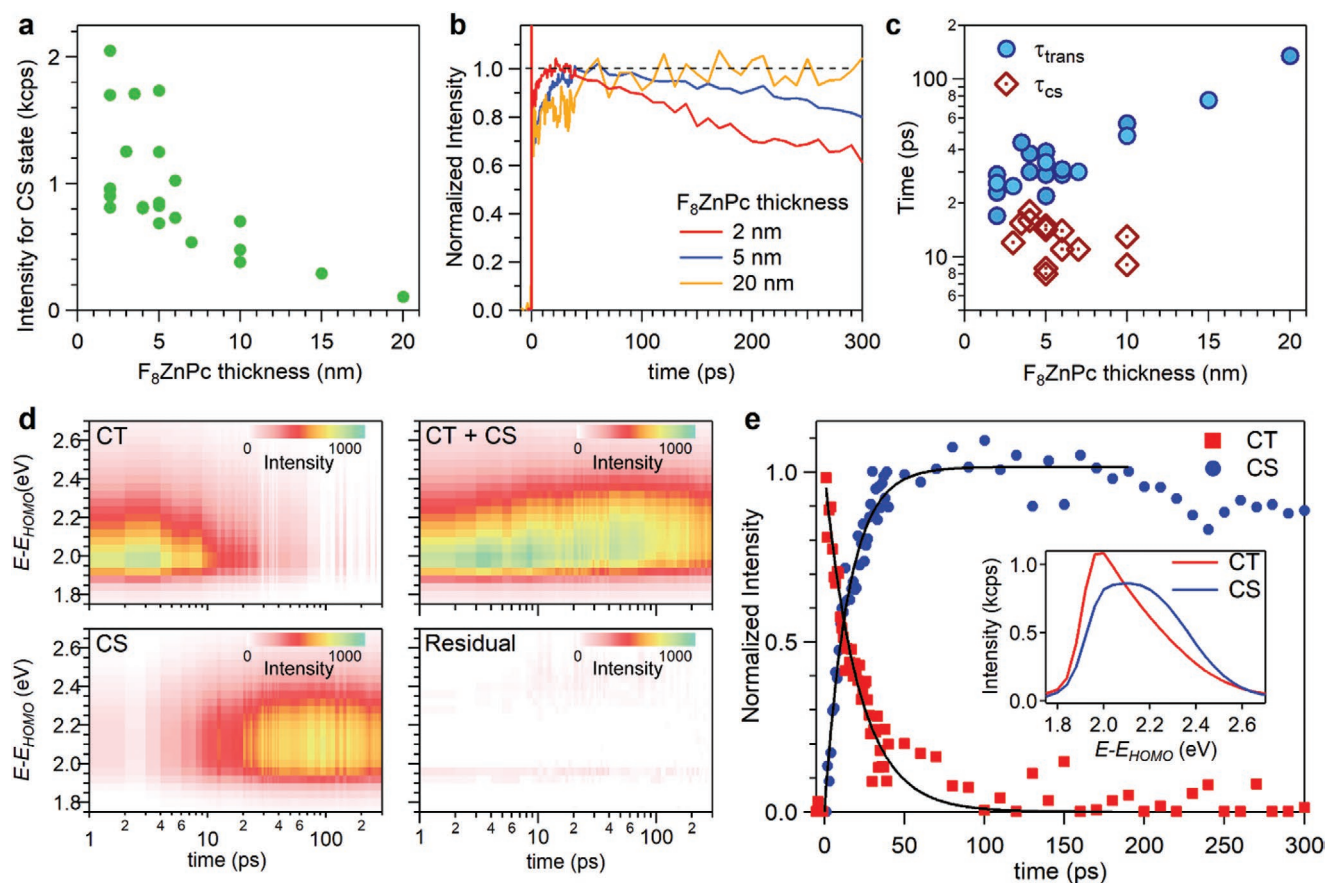 a
Intensity for CS state (kcps)
2
1
0
0
5
10
15
20
F₈ZnPc thickness (nm)
b
Normalized Intensity
1.0
0.8
0.6
0.4
0.2
0.0
F₈ZnPc thickness
2 nm
5 nm
20 nm
0
100
200
300
time (ps)
c
Time (ps)
2
100
8
6
4
2
10
8
6
τtrans
τcs
0
5
10
15
20
F₈ZnPc thickness (nm)
d
E-E_HOMO(eV)
2.6
2.4
2.2
2.0
1.8
CT
0 1000
Intensity
CT + CS
0 1000
Intensity
E-E_HOMO (eV)
2.6
2.4
2.2
2.0
1.8
CS
0 1000
Intensity
Residual
0 1000
Intensity
1 2 4 6 10 2 4 6 100 2
time (ps)
1 2 4 6 10 2 4 6 100 2
time (ps)
e
Normalized Intensity
1.0
0.5
0.0
CT
CS
Intensity (kcps)
1.0
0.5
0.0
CT
CS
1.8 2.0 2.2 2.4 2.6
E-E_HOMO (eV)
0 50 100 150 200 250 300
time (ps)